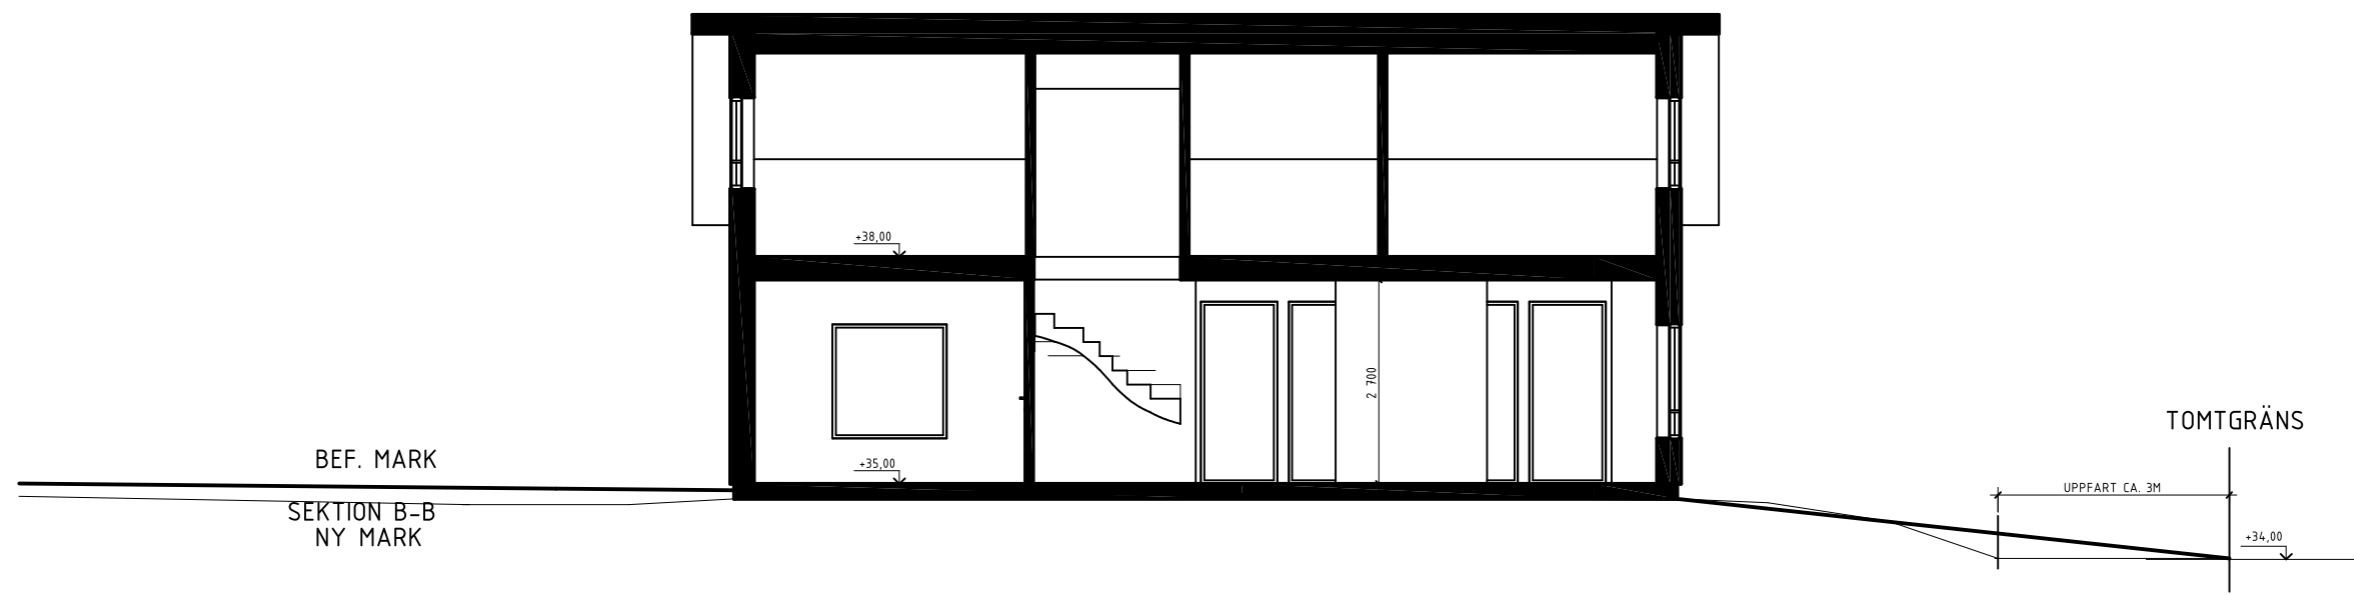 +38,00
2 700
TOMTGRÄNS
BEF. MARK
+35,00
UPPFART CA. 3M
SEKTION B-B
NY MARK
+34,00